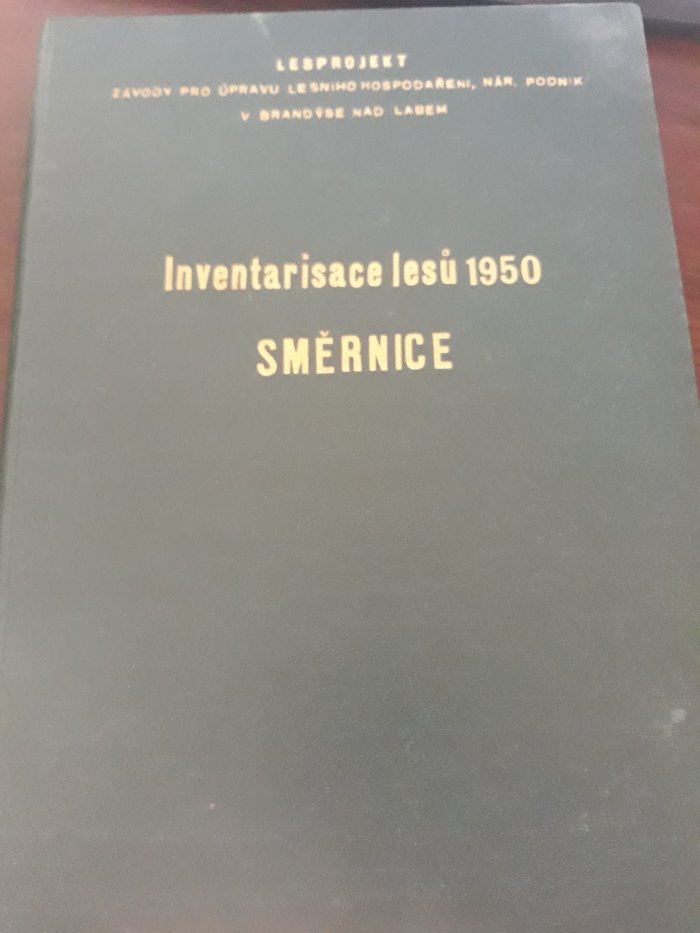 LESPROJEKT
ZÁVODY PRO ÚPRAVU LESNÍHO HOSPODAŘENÍ, NÁR. PODNIK
V BRANDÝSE NAD LABEM
Inventarisace lesů 1950
SMĚRNICE